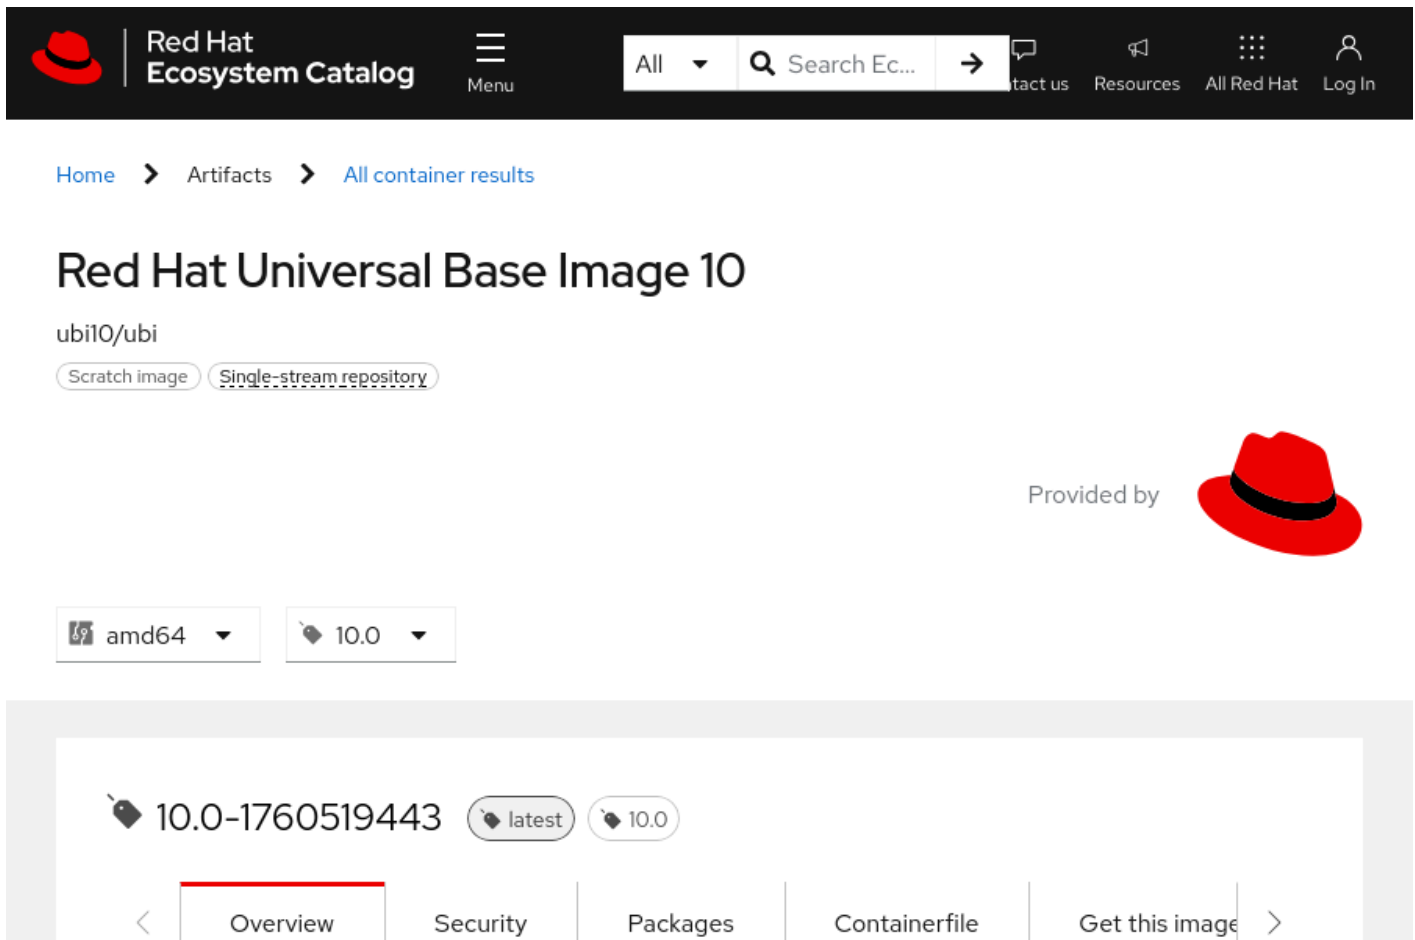 Red Hat
Ecosystem Catalog
Menu
All
Search Ec...
tact us
Resources
All Red Hat
Log In
Home
Artifacts
All container results
Red Hat Universal Base Image 10
ubi10/ubi
Scratch image
Single-stream repository
Provided by
amd64
10.0
10.0-1760519443
latest
10.0
Overview
Security
Packages
Containerfile
Get this image